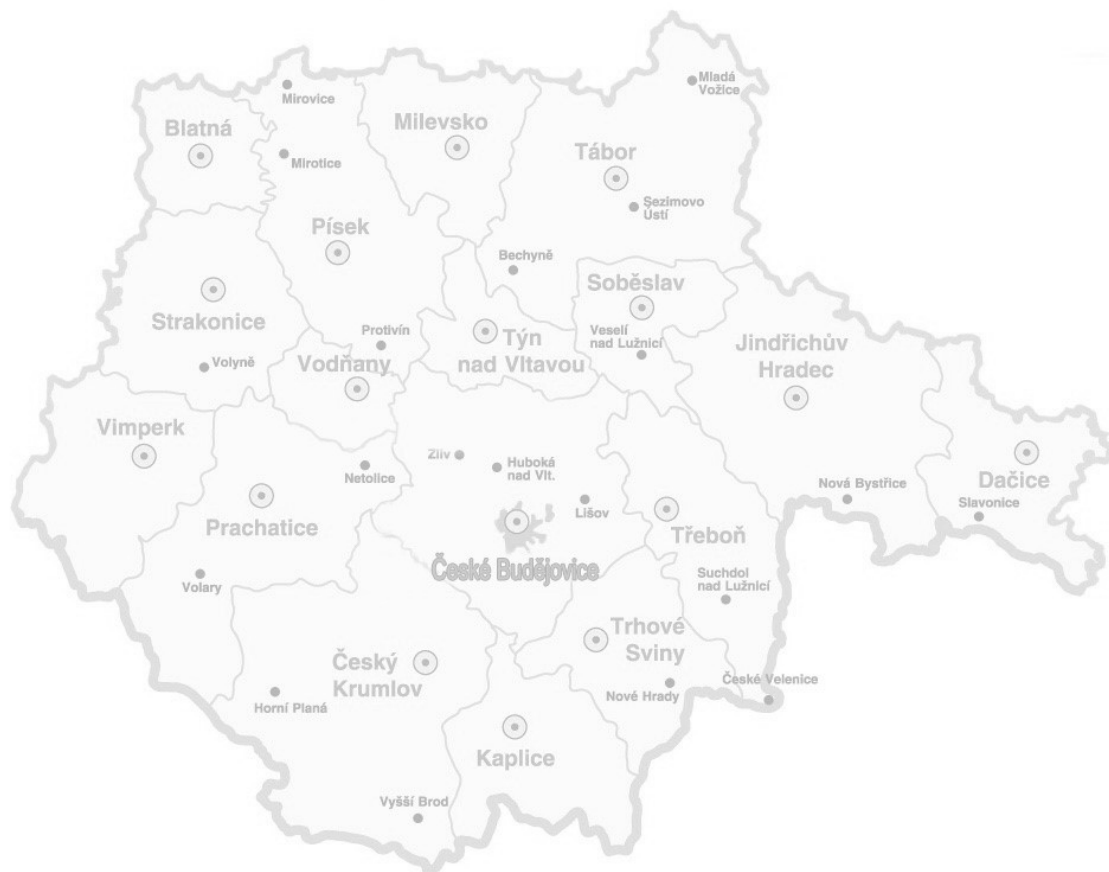 Mladá
Vožice
Mirovice
Blatná
Milevsko
Tábor
Mirotice
Sezimovo
Ústí
Písek
Bechyně
Soběslav
Strakonice
Protivín
Týn
nad Vltavou
Veselí
nad Lužnicí
Jindřichův
Hradec
Volyně
Vodňany
Vimperk
Zliv
Huboká
nad Vlt.
Netolice
Dačice
Nová Bystřice
Slavonice
Prachatice
Lišov
Třeboň
České Budějovice
Volary
Suchdol
nad Lužnicí
Trhové
Sviny
Český
Krumlov
České Velenice
Nové Hrady
Horní Planá
Kaplice
Vyšší Brod